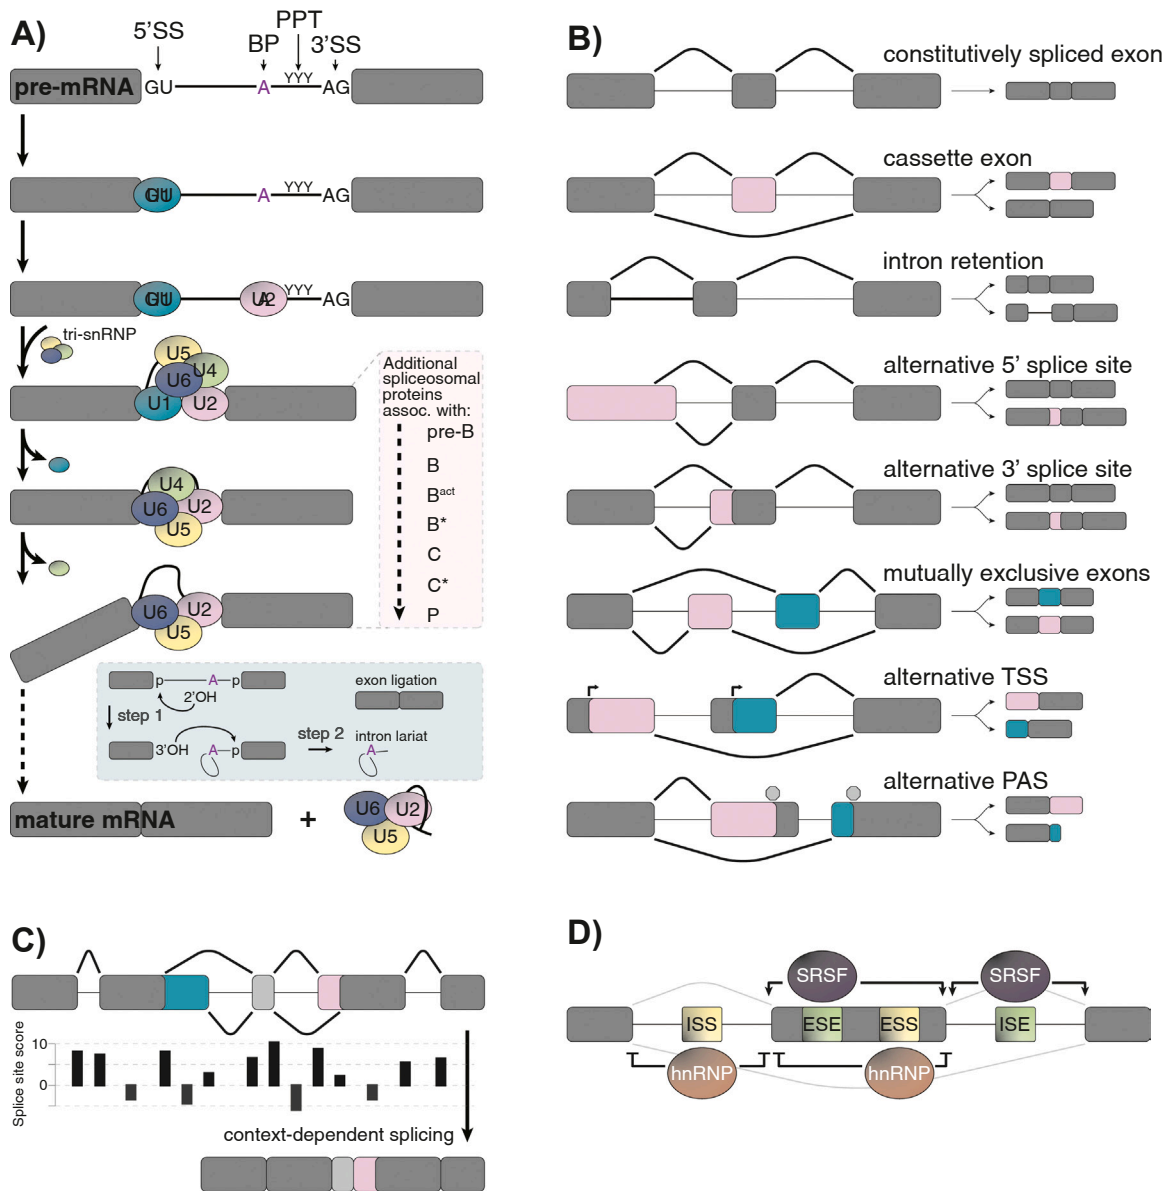 A)
5’SS
BP
PPT
3’SS
pre-mRNA
GU
A
YYY
AG
A
YYY
AG
U2
YYY
AG
tri-snRNP
U5
U4
U6
U1
U2
Additional
spliceosomal
proteins
assoc. with:
pre-B
B
Bact
B*
C
C*
P
U4
U6
U2
U5
U6
U2
U5
p
A
p
2’OH
step 1
3’OH
A
p
step 2
exon ligation
intron lariat
A
mature mRNA
+
U6
U2
U5
B)
constitutively spliced exon
cassette exon
intron retention
alternative 5’ splice site
alternative 3’ splice site
mutually exclusive exons
alternative TSS
alternative PAS
C)
Splice site score
10
0
context-dependent splicing
D)
SRSF
SRSF
ISS
ESE
ESS
ISE
hnRNP
hnRNP